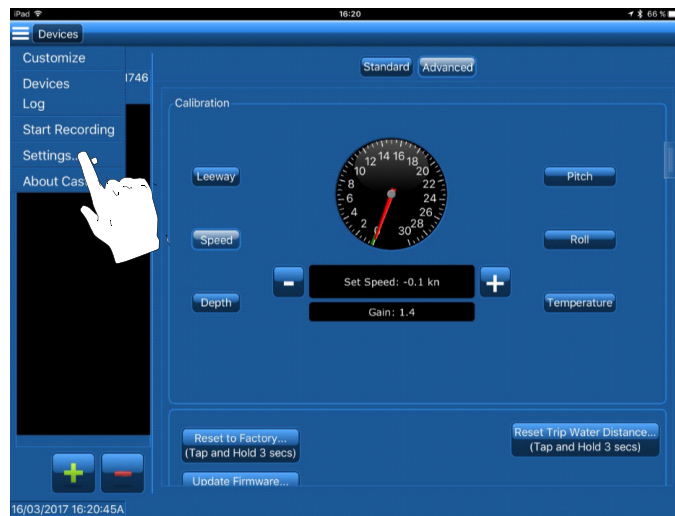 iPad 16:20 66 %
Devices
Customize
Devices
Log
Start Recording
Settings...
About Cas
1746
Standard Advanced
Calibration
Leeway
Speed
Depth
0 2 4 6 8 10 12 14 16 18 20 22 24 26 28 30
Pitch
Roll
Temperature
- Set Speed: -0.1 kn +
Gain: 1.4
Reset to Factory...
(Tap and Hold 3 secs)
Reset Trip Water Distance...
(Tap and Hold 3 secs)
Update Firmware...
16/03/2017 16:20:45A